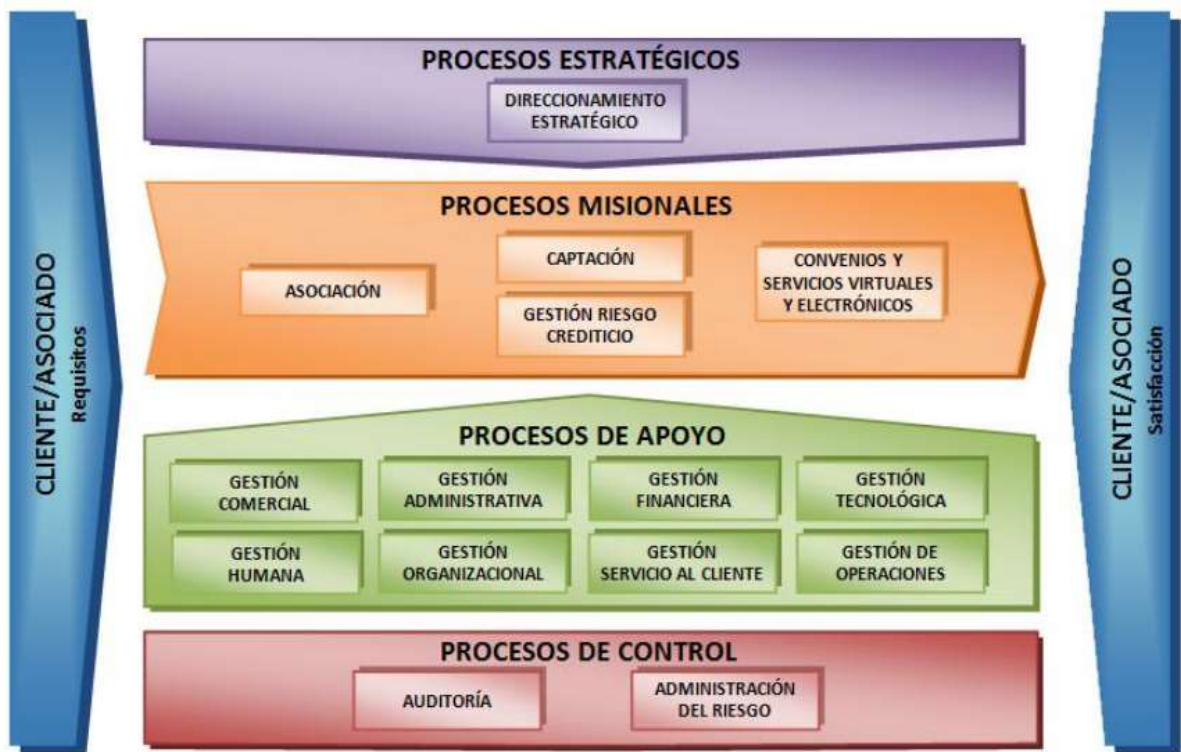 CLIENTE/ASOCIADO
Requisitos
PROCESOS ESTRATÉGICOS
DIRECCIONAMIENTO
ESTRATÉGICO
PROCESOS MISIONALES
ASOCIACIÓN
CAPTACIÓN
GESTIÓN RIESGO
CREDITICIO
CONVENIOS Y
SERVICIOS VIRTUALES
Y ELECTRÓNICOS
PROCESOS DE APOYO
GESTIÓN
COMERCIAL
GESTIÓN
ADMINISTRATIVA
GESTIÓN
FINANCIERA
GESTIÓN
TECNOLÓGICA
GESTIÓN
HUMANA
GESTIÓN
ORGANIZACIONAL
GESTIÓN
SERVICIO AL CLIENTE
GESTIÓN DE
OPERACIONES
PROCESOS DE CONTROL
AUDITORÍA
ADMINISTRACIÓN
DEL RIESGO
CLIENTE/ASOCIADO
Satisfacción